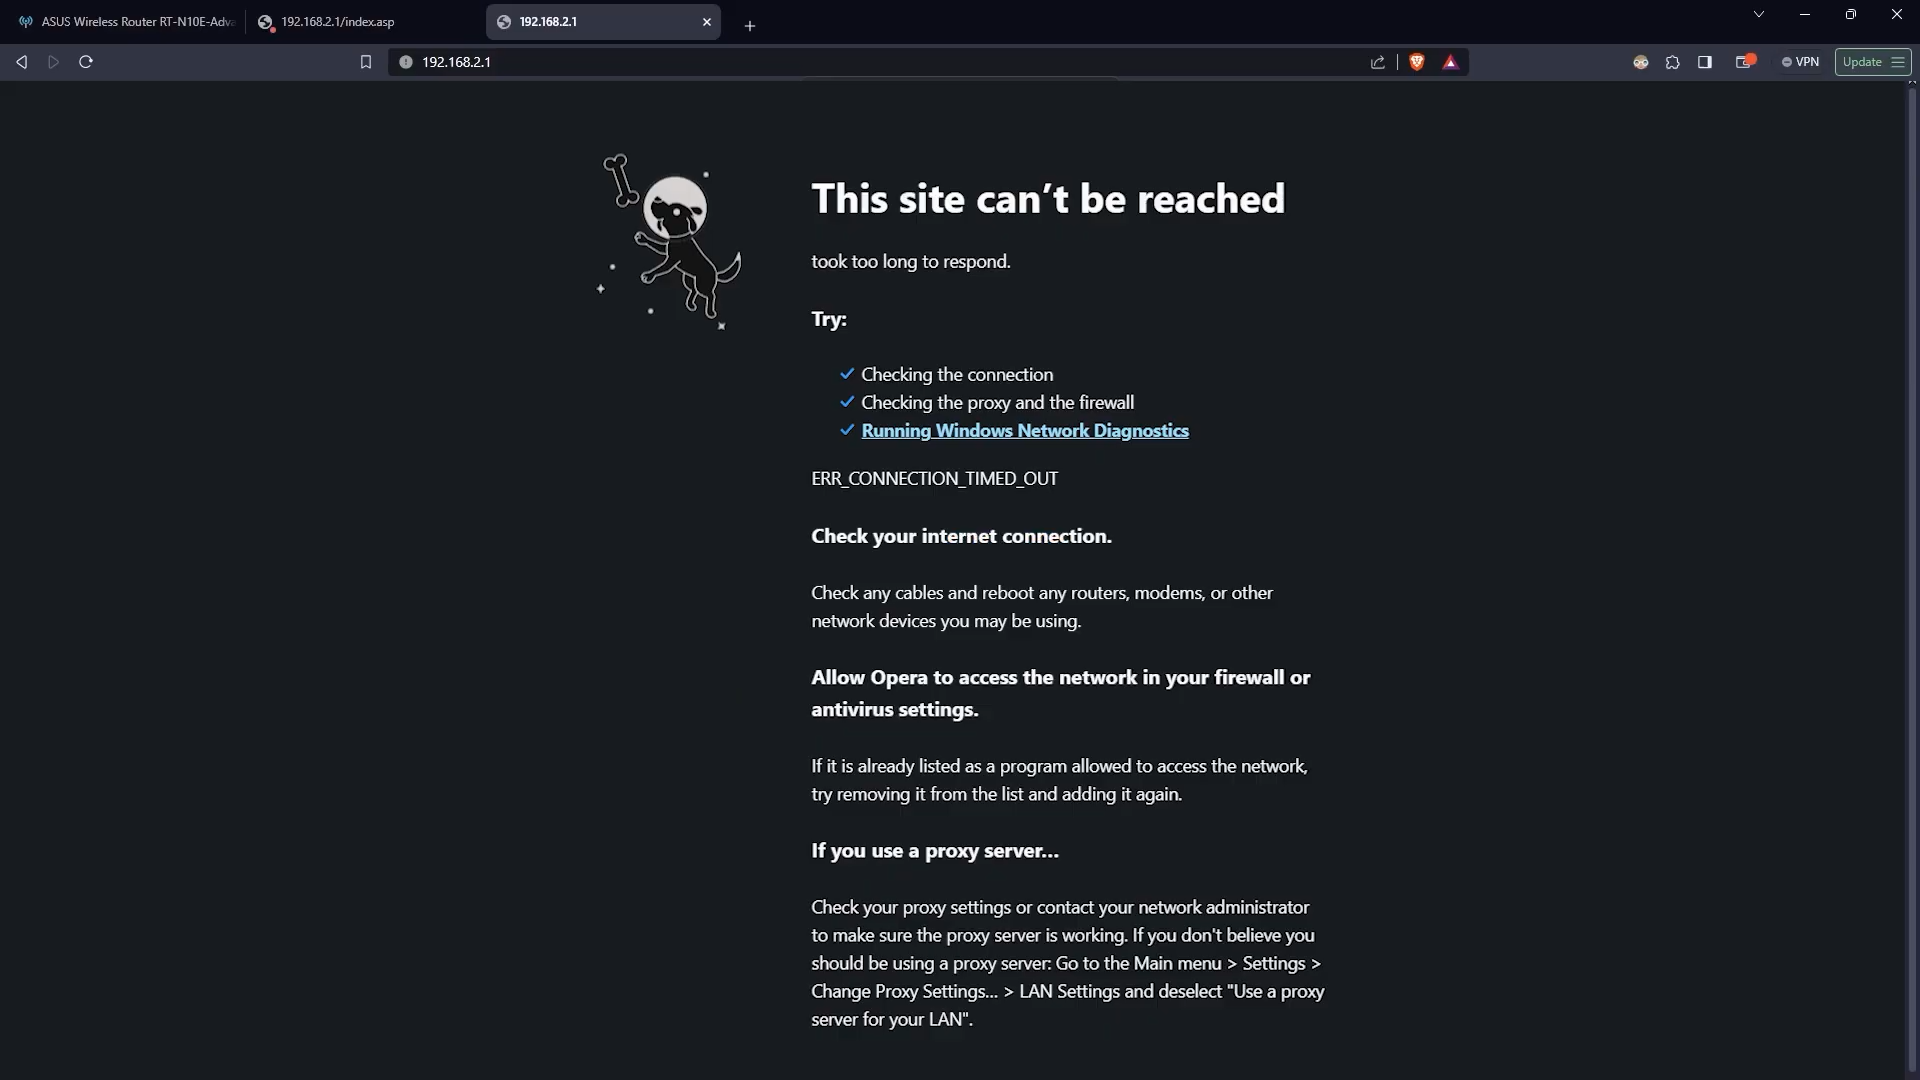 ASUS Wireless Router RT-N10E-Adva
192.168.2.1/index.asp
192.168.2.1
192.168.2.1
VPN
Update
This site can’t be reached
took too long to respond.
Try:
Checking the connection
Checking the proxy and the firewall
Running Windows Network Diagnostics
ERR_CONNECTION_TIMED_OUT
Check your internet connection.
Check any cables and reboot any routers, modems, or other
network devices you may be using.
Allow Opera to access the network in your firewall or
antivirus settings.
If it is already listed as a program allowed to access the network,
try removing it from the list and adding it again.
If you use a proxy server...
Check your proxy settings or contact your network administrator
to make sure the proxy server is working. If you don't believe you
should be using a proxy server: Go to the Main menu > Settings >
Change Proxy Settings... > LAN Settings and deselect "Use a proxy
server for your LAN".